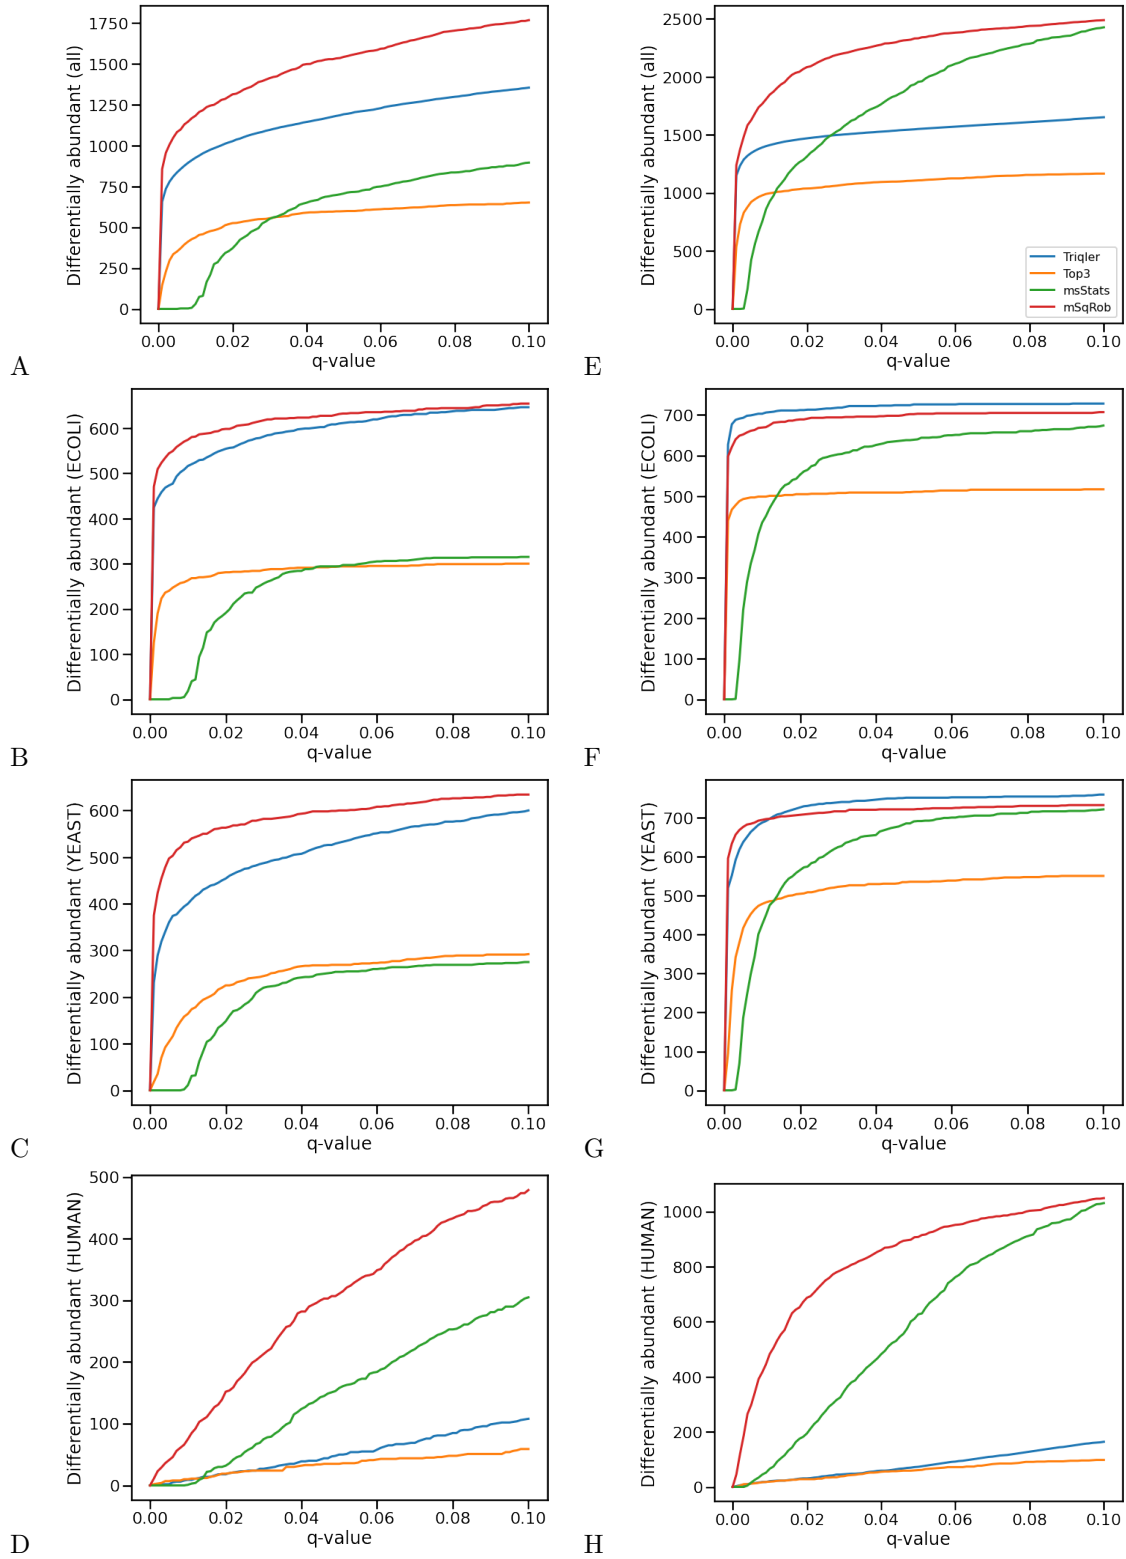 Differentially abundant (all)
1750
1500
1250
1000
750
500
250
0
0.00 0.02 0.04 0.06 0.08 0.10
q-value
A
Differentially abundant (all)
2500
2000
1500
1000
500
0
Triqler
Top3
msStats
mSqRob
0.00 0.02 0.04 0.06 0.08 0.10
q-value
E
Differentially abundant (ECOLI)
600
500
400
300
200
100
0
0.00 0.02 0.04 0.06 0.08 0.10
q-value
B
Differentially abundant (ECOLI)
700
600
500
400
300
200
100
0
0.00 0.02 0.04 0.06 0.08 0.10
q-value
F
Differentially abundant (YEAST)
600
500
400
300
200
100
0
0.00 0.02 0.04 0.06 0.08 0.10
q-value
C
Differentially abundant (YEAST)
700
600
500
400
300
200
100
0
0.00 0.02 0.04 0.06 0.08 0.10
q-value
G
Differentially abundant (HUMAN)
500
400
300
200
100
0
0.00 0.02 0.04 0.06 0.08 0.10
q-value
D
Differentially abundant (HUMAN)
1000
800
600
400
200
0
0.00 0.02 0.04 0.06 0.08 0.10
q-value
H